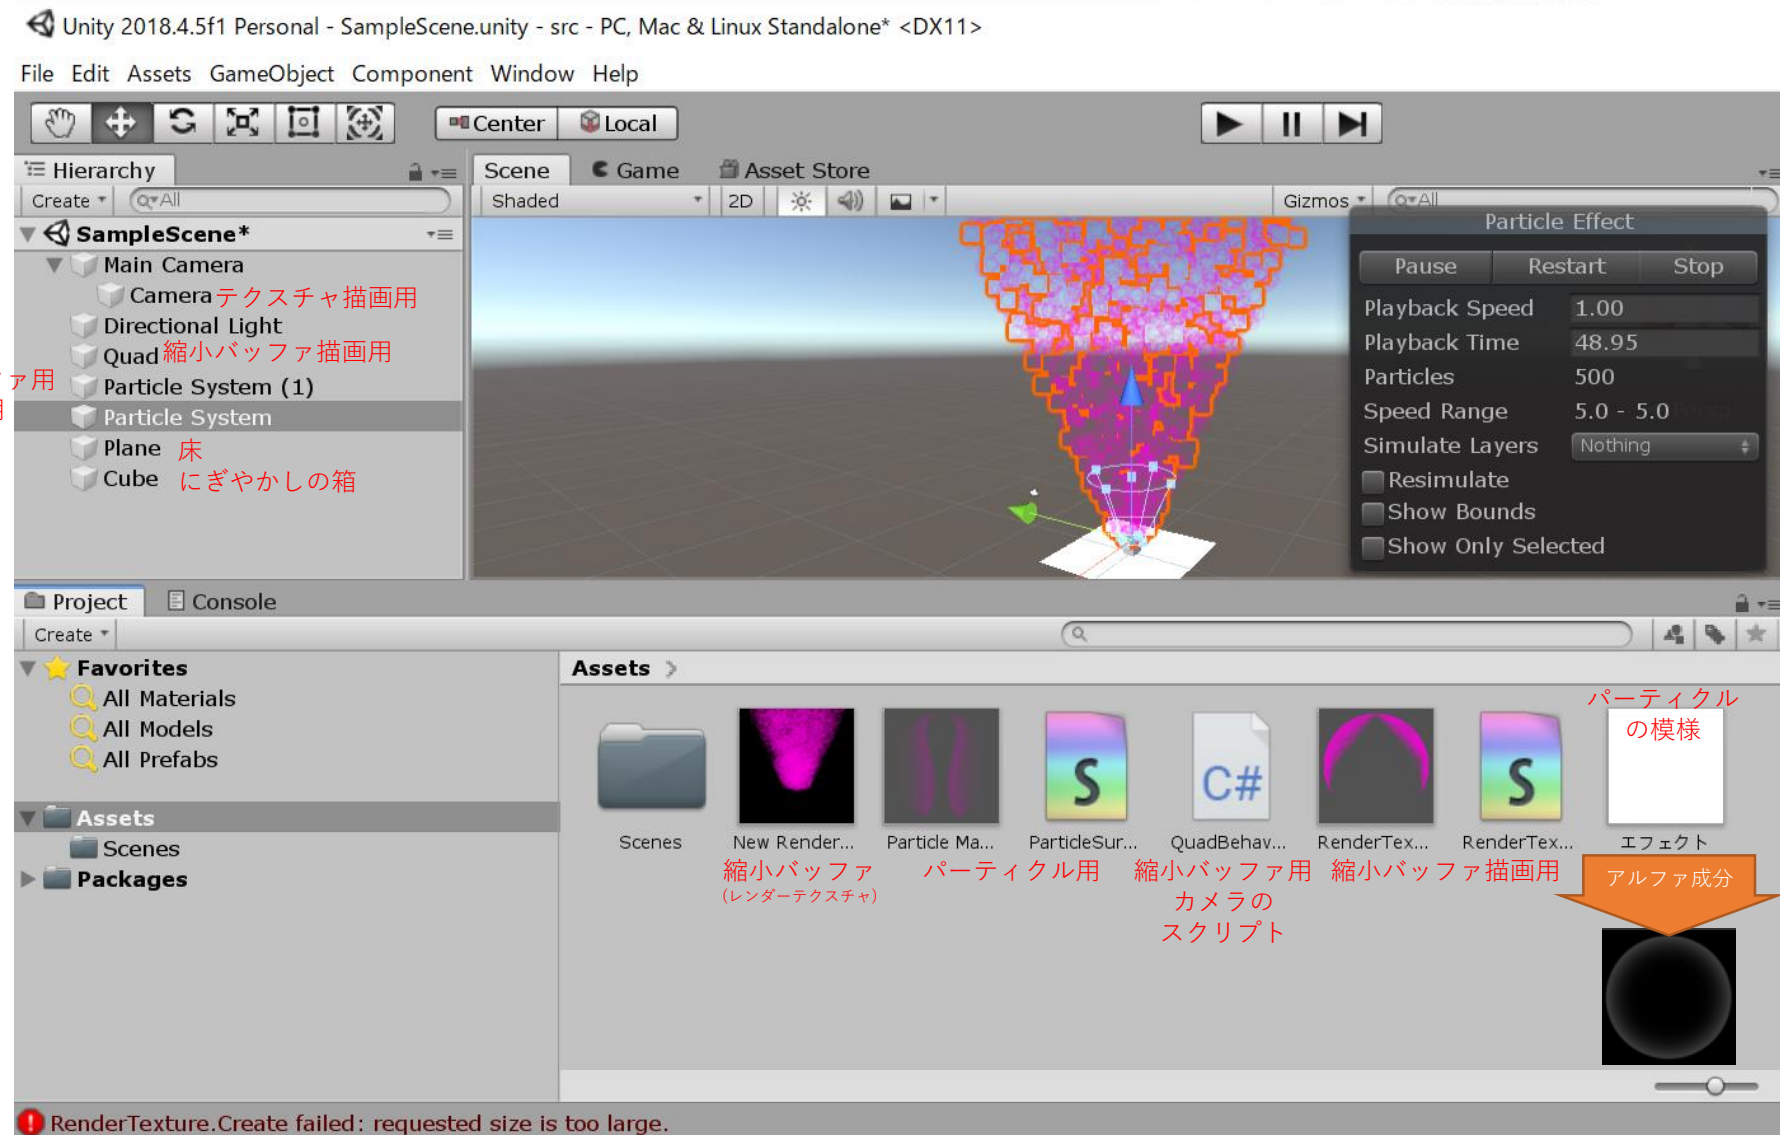 Unity 2018.4.5f1 Personal - SampleScene.unity - src - PC, Mac & Linux Standalone* <DX11>
File Edit Assets GameObject Component Window Help
Center Local
Hierarchy
Create All
SampleScene*
Main Camera
Camera テクスチャ描画用
Directional Light
Quad 縮小バッファ描画用
ァ用 Particle System (1)
用 Particle System
Plane 床
Cube にぎやかしの箱
Scene Game Asset Store
Shaded 2D Gizmos All
Particle Effect
Pause Restart Stop
Playback Speed 1.00
Playback Time 48.95
Particles 500
Speed Range 5.0 - 5.0
Simulate Layers Nothing
Resimulate
Show Bounds
Show Only Selected
Project Console
Create
Favorites
All Materials
All Models
All Prefabs
Assets
Scenes
Packages
Assets
パーティクル
の模様
S C# S
Scenes New Render... Particle Ma... ParticleSur... QuadBehav... RenderTex... RenderTex... エフェクト
縮小バッファ パーティクル用 縮小バッファ用 縮小バッファ描画用
(レンダーテクスチャ)
カメラの
スクリプト
アルファ成分
RenderTexture.Create failed: requested size is too large.